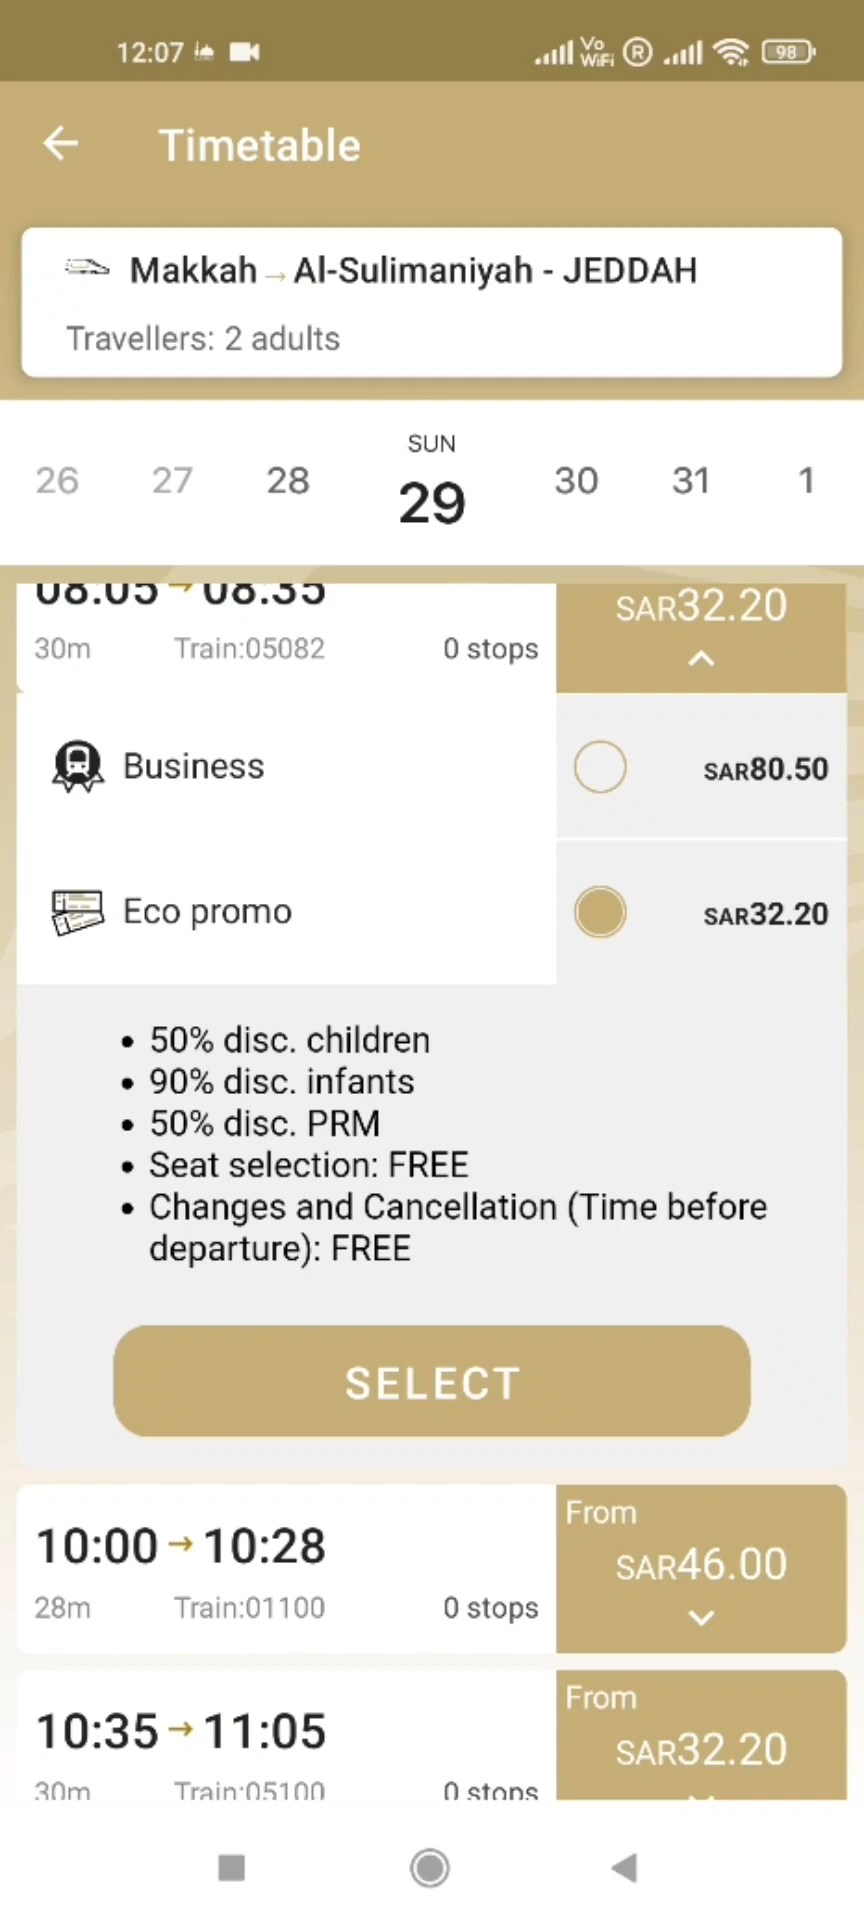 12:07 Vo WiFi R 98
Timetable
Makkah → Al-Sulimaniyah - JEDDAH
Travellers: 2 adults
SUN
26 27 28 29 30 31 1
08:05 → 08:35 SAR32.20
30m Train:05082 0 stops
Business SAR80.50
Eco promo SAR32.20
• 50% disc. children
• 90% disc. infants
• 50% disc. PRM
• Seat selection: FREE
• Changes and Cancellation (Time before
departure): FREE
SELECT
From
10:00 → 10:28 SAR46.00
28m Train:01100 0 stops
From
10:35 → 11:05 SAR32.20
30m Train:05100 0 stops